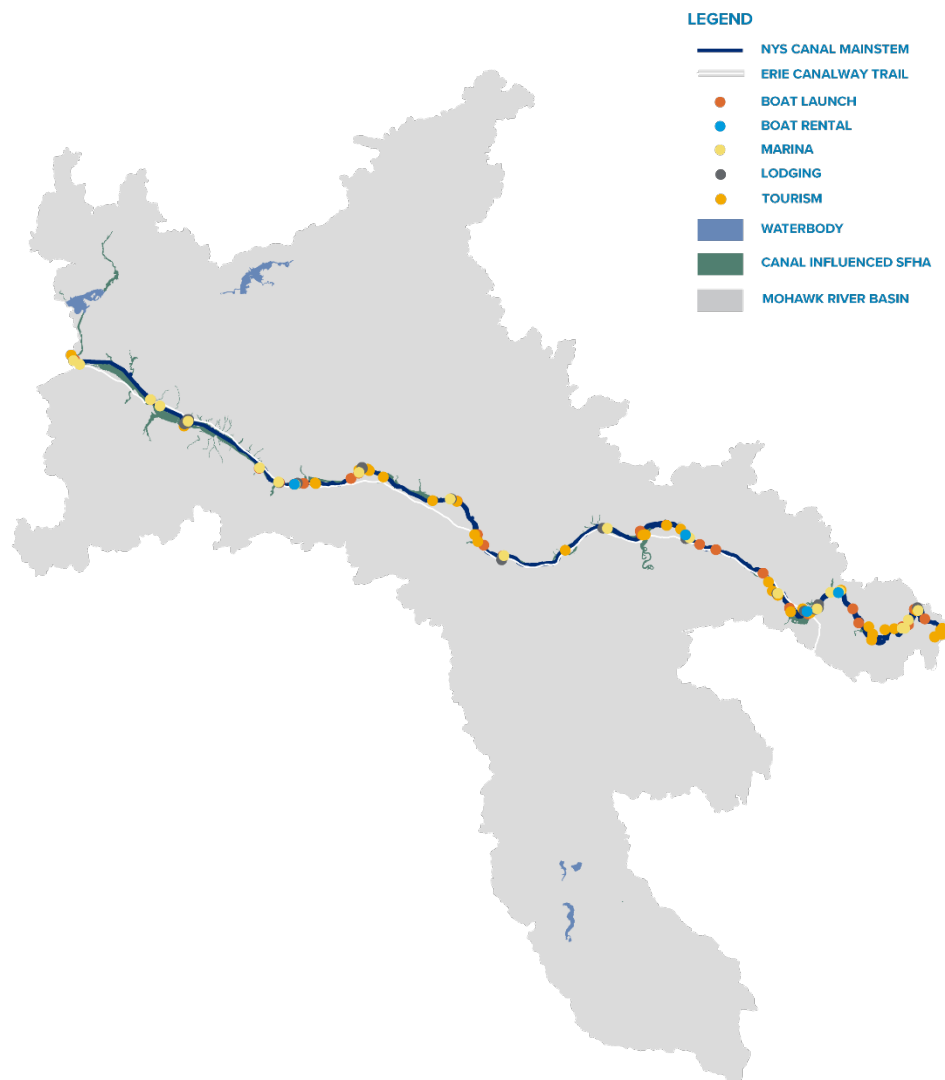 LEGEND
NYS CANAL MAINSTEM
ERIE CANALWAY TRAIL
BOAT LAUNCH
BOAT RENTAL
MARINA
LODGING
TOURISM
WATERBODY
CANAL INFLUENCED SFHA
MOHAWK RIVER BASIN